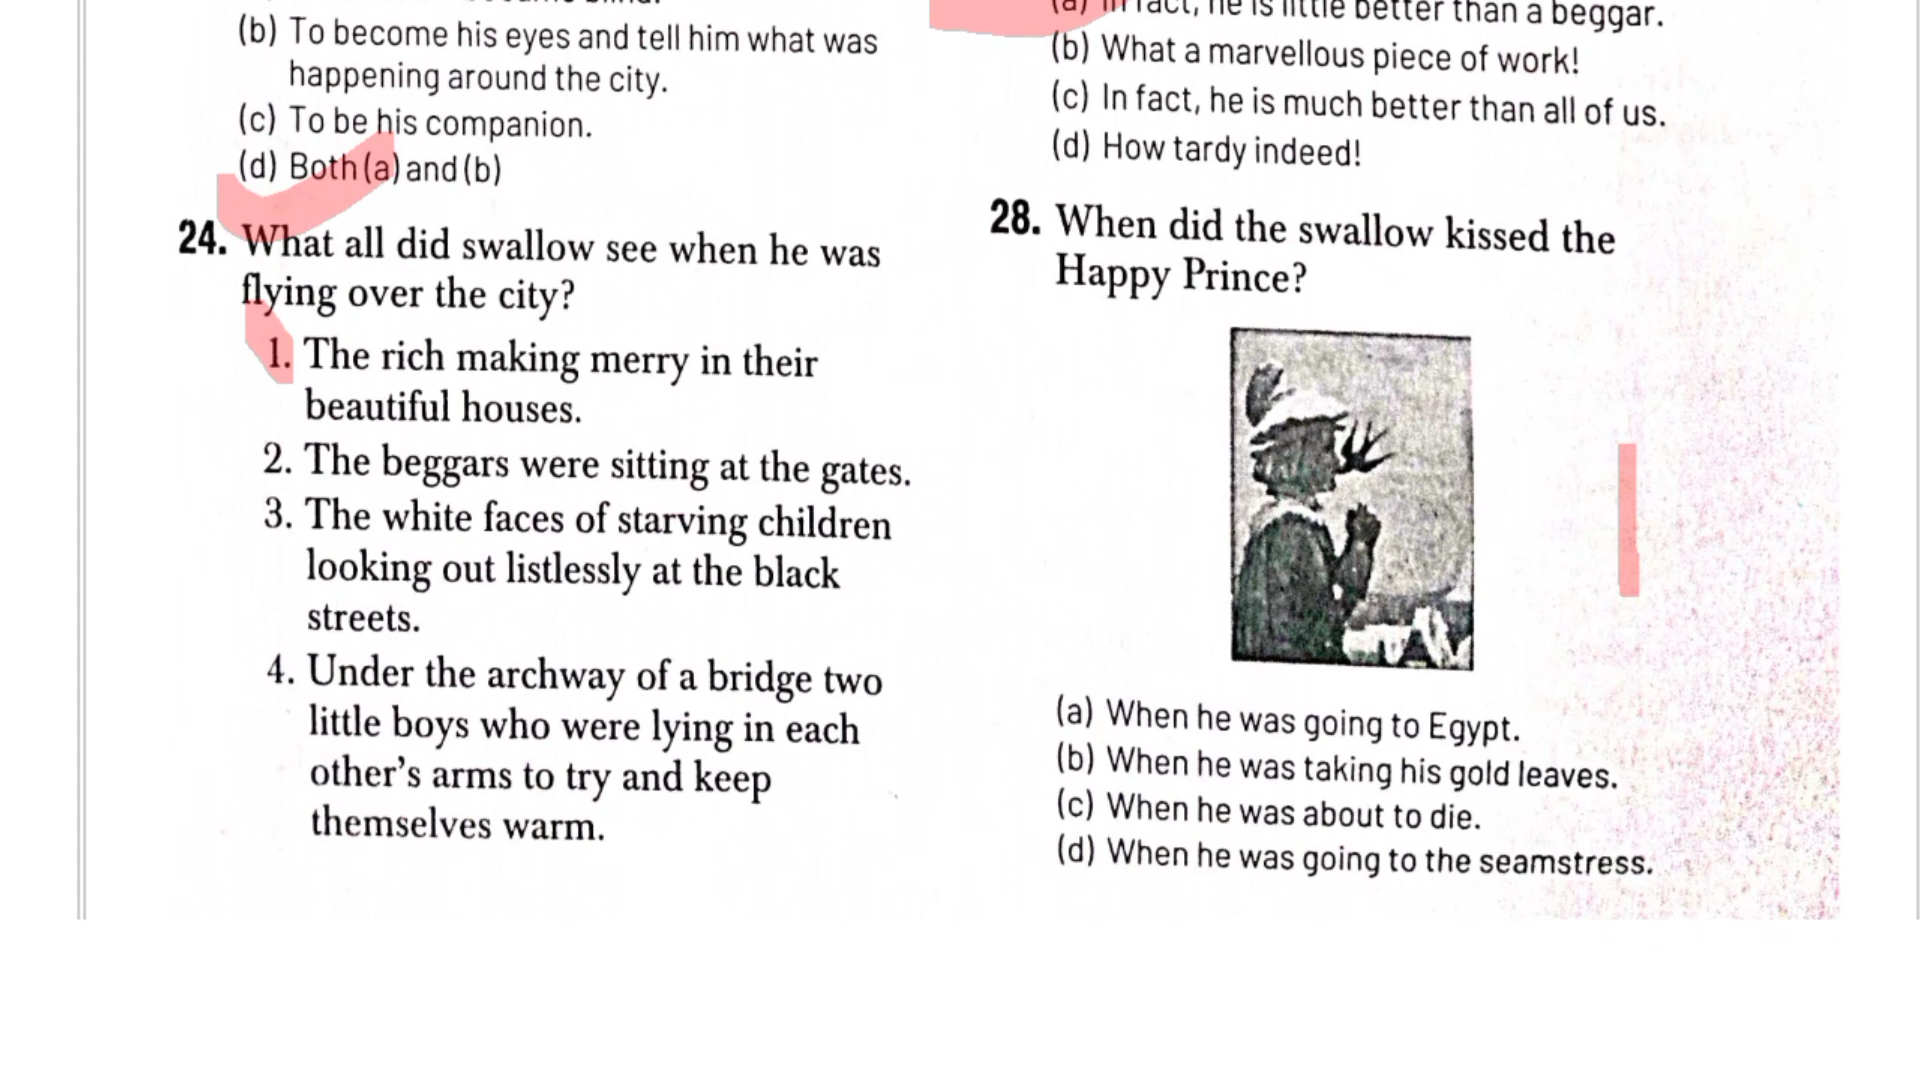 (b) To become his eyes and tell him what was
happening around the city.
(c) To be his companion.
(d) Both (a) and (b)
24. What all did swallow see when he was
flying over the city?
1. The rich making merry in their
beautiful houses.
2. The beggars were sitting at the gates.
3. The white faces of starving children
looking out listlessly at the black
streets.
4. Under the archway of a bridge two
little boys who were lying in each
other's arms to try and keep
themselves warm.
(a) In fact, he is little better than a beggar.
(b) What a marvellous piece of work!
(c) In fact, he is much better than all of us.
(d) How tardy indeed!
28. When did the swallow kissed the
Happy Prince?
(a) When he was going to Egypt.
(b) When he was taking his gold leaves.
(c) When he was about to die.
(d) When he was going to the seamstress.